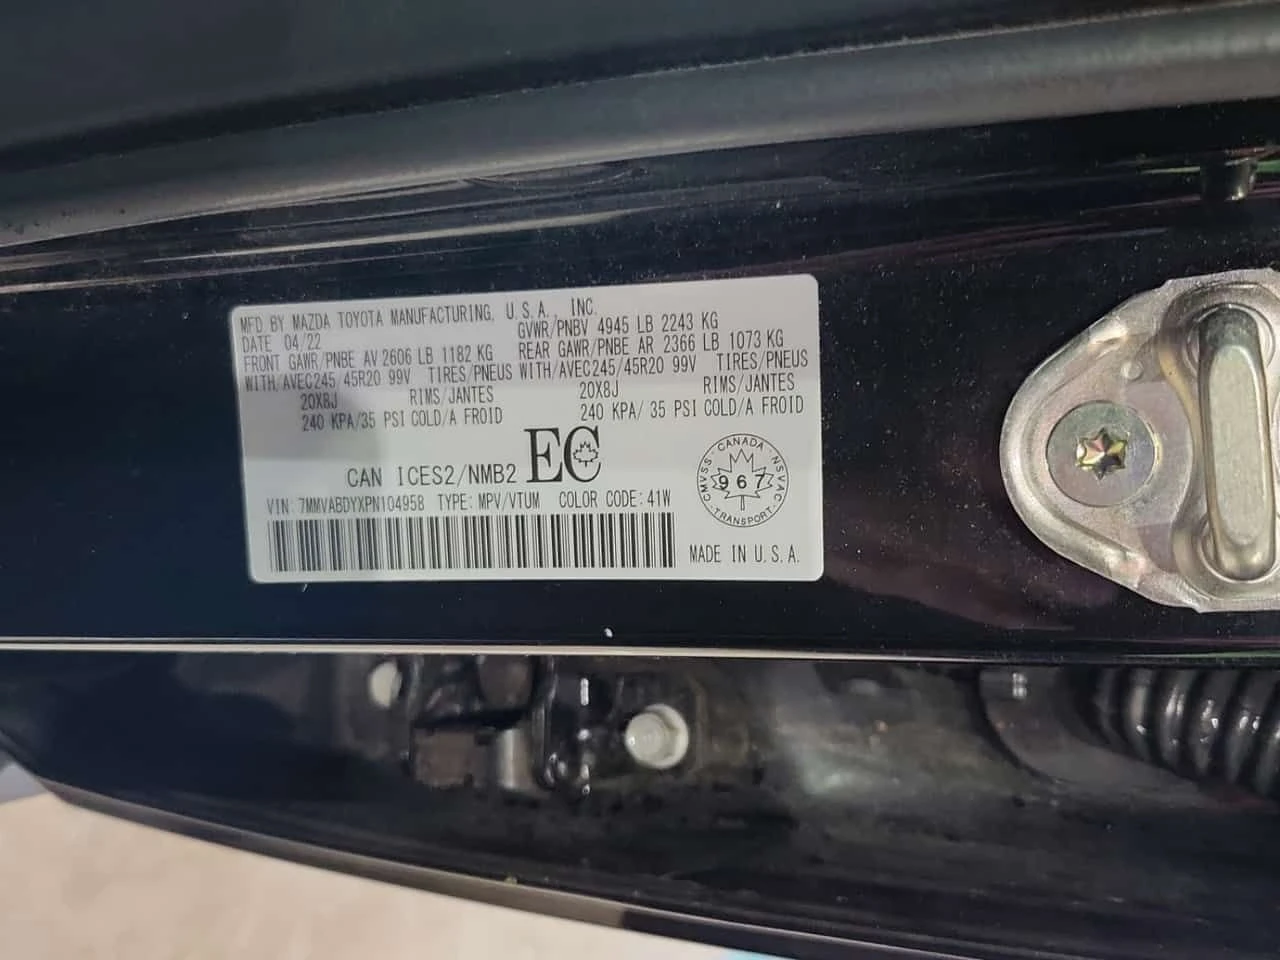 MFD BY MAZDA TOYOTA MANUFACTURING, U.S.A., INC.
DATE 04/22 GVWR/PNBV 4945 LB 2243 KG
FRONT GAWR/PNBE AV 2606 LB 1182 KG REAR GAWR/PNBE AR 2366 LB 1073 KG
WITH/AVEC245/45R20 99V TIRES/PNEUS WITH/AVEC245/45R20 99V TIRES/PNEUS
20X8J RIMS/JANTES 20X8J RIMS/JANTES
240 KPA/35 PSI COLD/A FROID 240 KPA/ 35 PSI COLD/A FROID
CAN ICES2/NMB2 EC
CANADA
CMVSS 967 NSVAC
TRANSPORT
VIN: 7MMVABDYXPN104958 TYPE: MPV/VTUM COLOR CODE: 41W
MADE IN U.S.A.